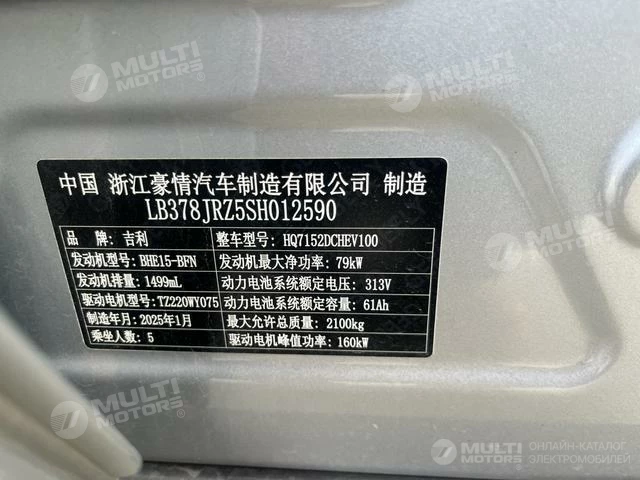 MULTI
MOTORS
MULTI
MOTORS
中国 浙江豪情汽车制造有限公司 制造
LB378JRZ5SH012590
品 牌: 吉利 整车型号: HQ7152DCHEV100
发动机型号: BHE15-BFN 发动机最大净功率: 79kW
发动机排量: 1499mL 动力电池系统额定电压: 313V
驱动电机型号: TZ220WY075 动力电池系统额定容量: 61Ah
制造年月: 2025年1月 最大允许总质量: 2100kg
乘坐人数: 5 驱动电机峰值功率: 160kW
MULTI
MOTORS
MULTI
MOTORS
ОНЛАЙН-КАТАЛОГ
ЭЛЕКТРОМОБИЛЕЙ